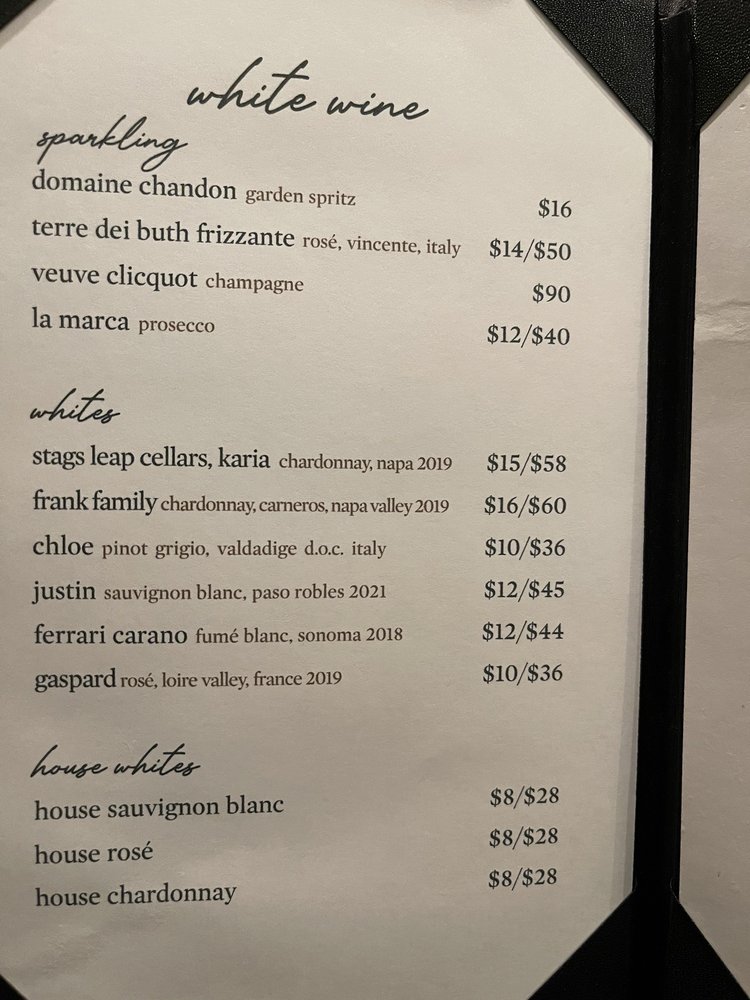 white wine
sparkling
domaine chandon garden spritz $16
terre dei buth frizzante rosé, vincente, italy $14/$50
veuve clicquot champagne $90
la marca prosecco $12/$40
whites
stags leap cellars, karia chardonnay, napa 2019 $15/$58
frank family chardonnay, carneros, napa valley 2019 $16/$60
chloe pinot grigio, valdadige d.o.c. italy $10/$36
justin sauvignon blanc, paso robles 2021 $12/$45
ferrari carano fumé blanc, sonoma 2018 $12/$44
gaspard rosé, loire valley, france 2019 $10/$36
house whites
house sauvignon blanc $8/$28
house rosé $8/$28
house chardonnay $8/$28